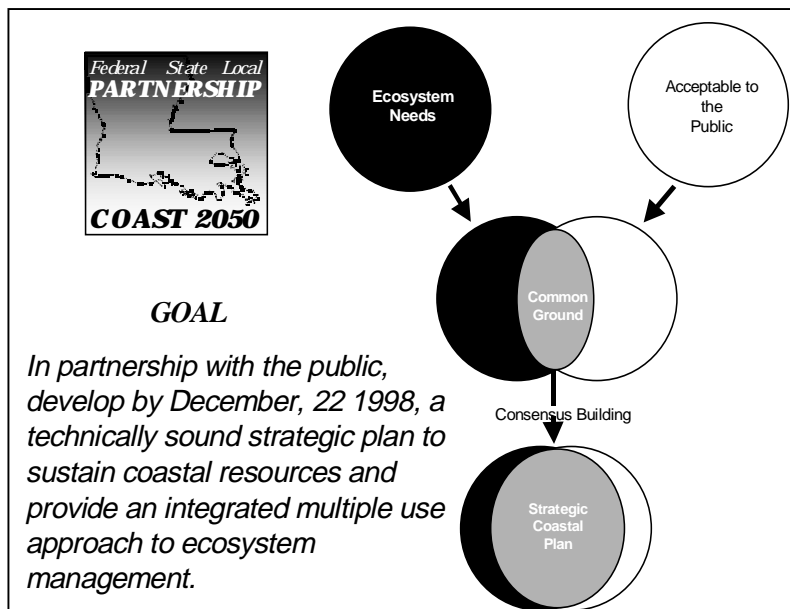 Federal State Local
PARTNERSHIP
COAST 2050
GOAL
In partnership with the public,
develop by December, 22 1998, a
technically sound strategic plan to
sustain coastal resources and
provide an integrated multiple use
approach to ecosystem
management.
Ecosystem
Needs
Acceptable to
the
Public
Common
Ground
Consensus Building
Strategic
Coastal
Plan